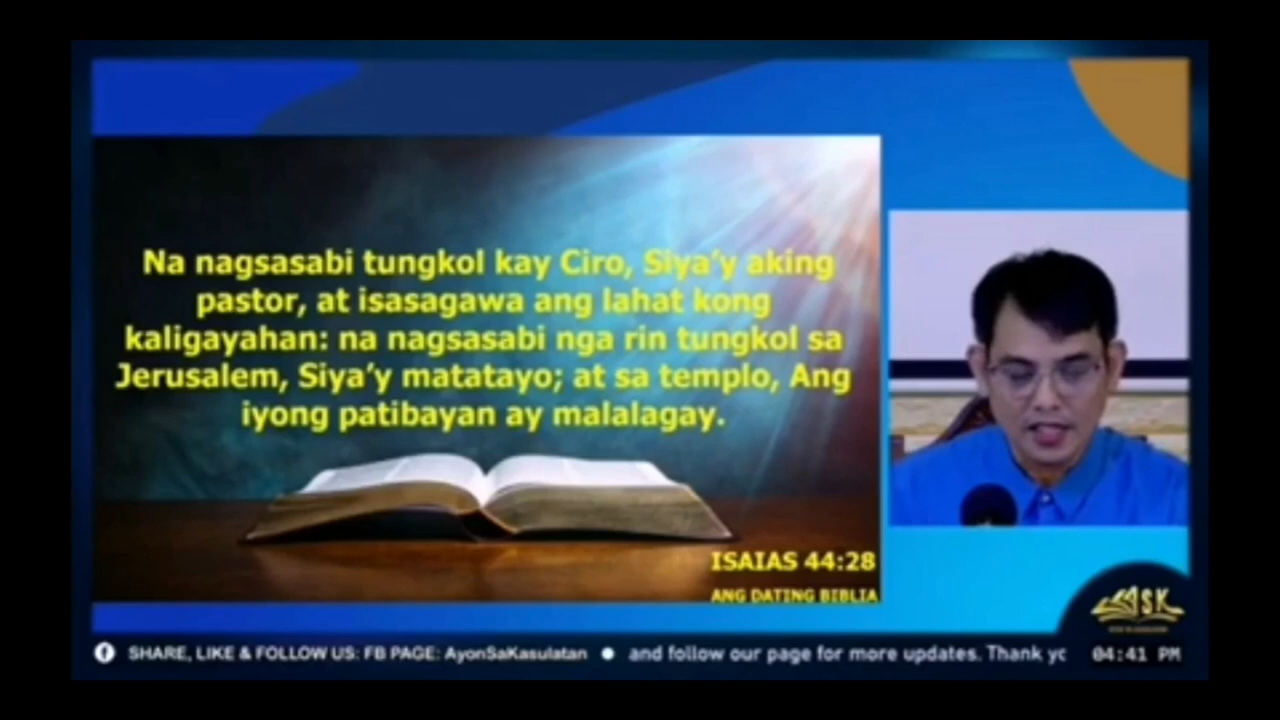 Na nagsasabi tungkol kay Ciro, Siya'y aking
pastor, at isasagawa ang lahat kong
kaligayahan: na nagsasabi nga rin tungkol sa
Jerusalem, Siya'y matatayo; at sa templo, Ang
iyong patibayan ay malalagay.
ISAIAS 44:28
ANG DATING BIBLIA
ASK
SHARE, LIKE & FOLLOW US: FB PAGE: AyonSaKasulatan ● and follow our page for more updates. Thank yo
04:41 PM